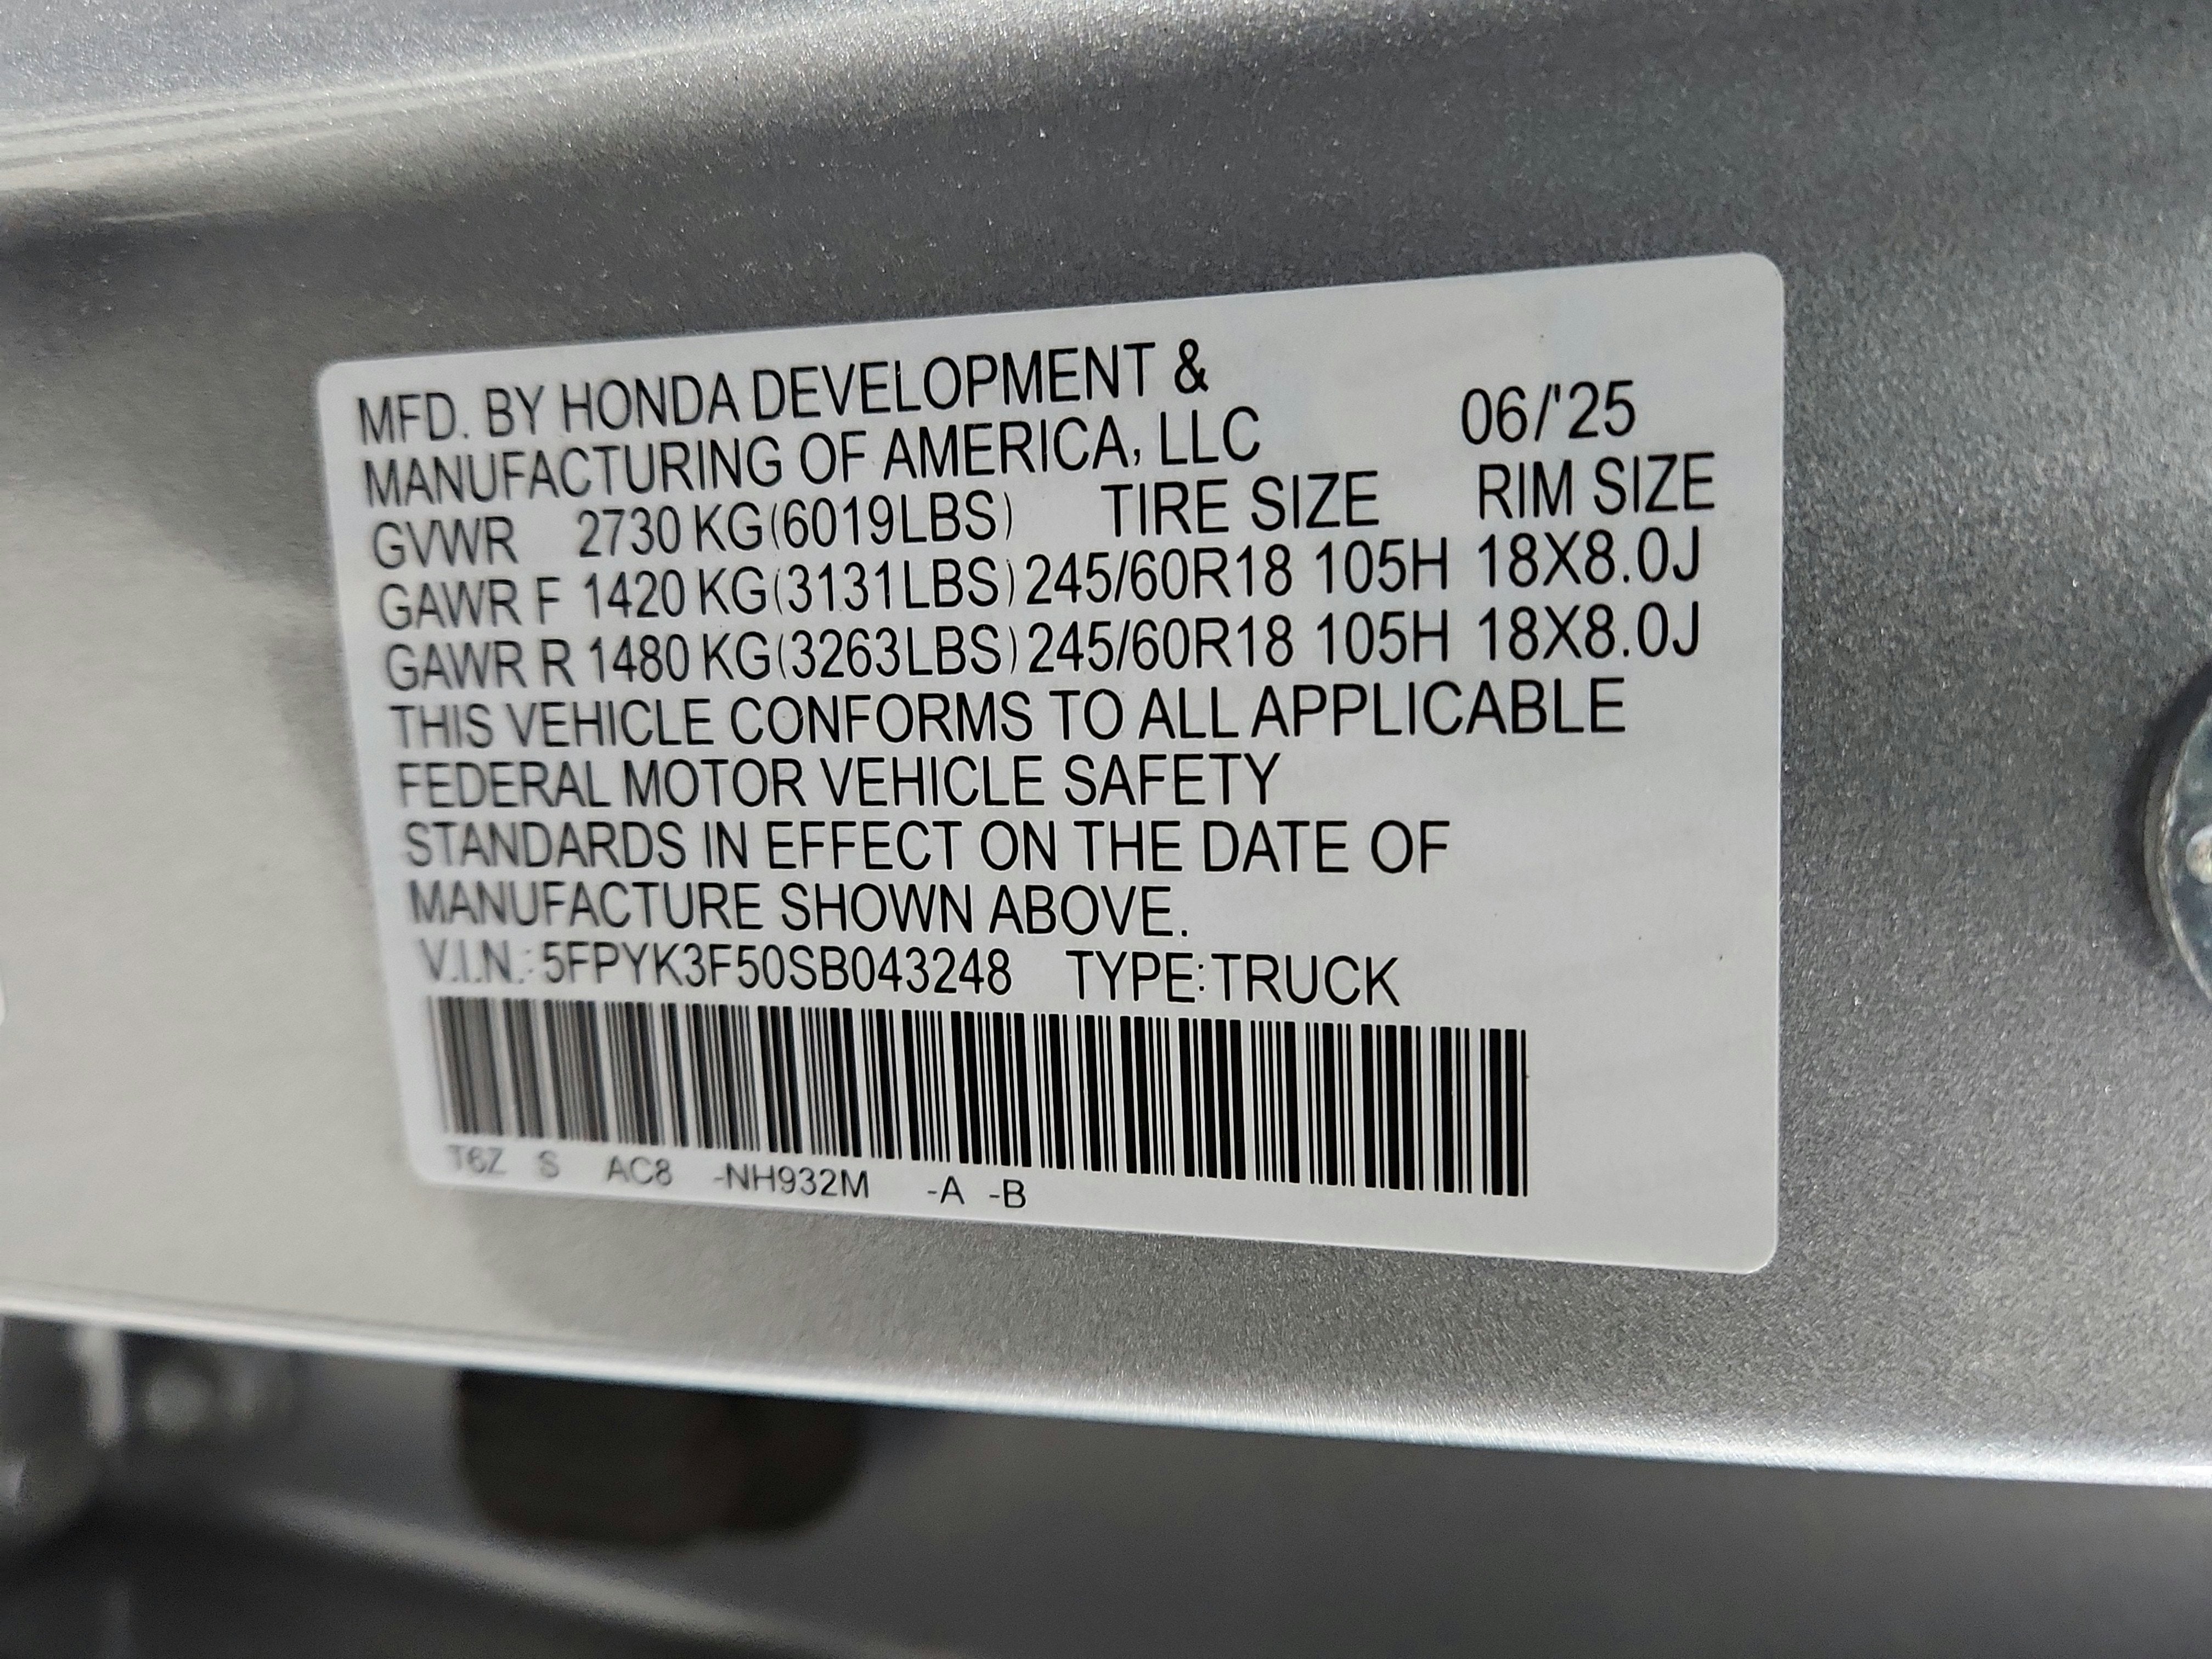 MFD. BY HONDA DEVELOPMENT &
MANUFACTURING OF AMERICA, LLC 06/'25
GVWR 2730 KG(6019LBS) TIRE SIZE RIM SIZE
GAWR F 1420 KG(3131LBS) 245/60R18 105H 18X8.0J
GAWR R 1480 KG(3263LBS) 245/60R18 105H 18X8.0J
THIS VEHICLE CONFORMS TO ALL APPLICABLE
FEDERAL MOTOR VEHICLE SAFETY
STANDARDS IN EFFECT ON THE DATE OF
MANUFACTURE SHOWN ABOVE.
V.I.N.: 5FPYK3F50SB043248 TYPE:TRUCK
T6Z S AC8 -NH932M -A -B